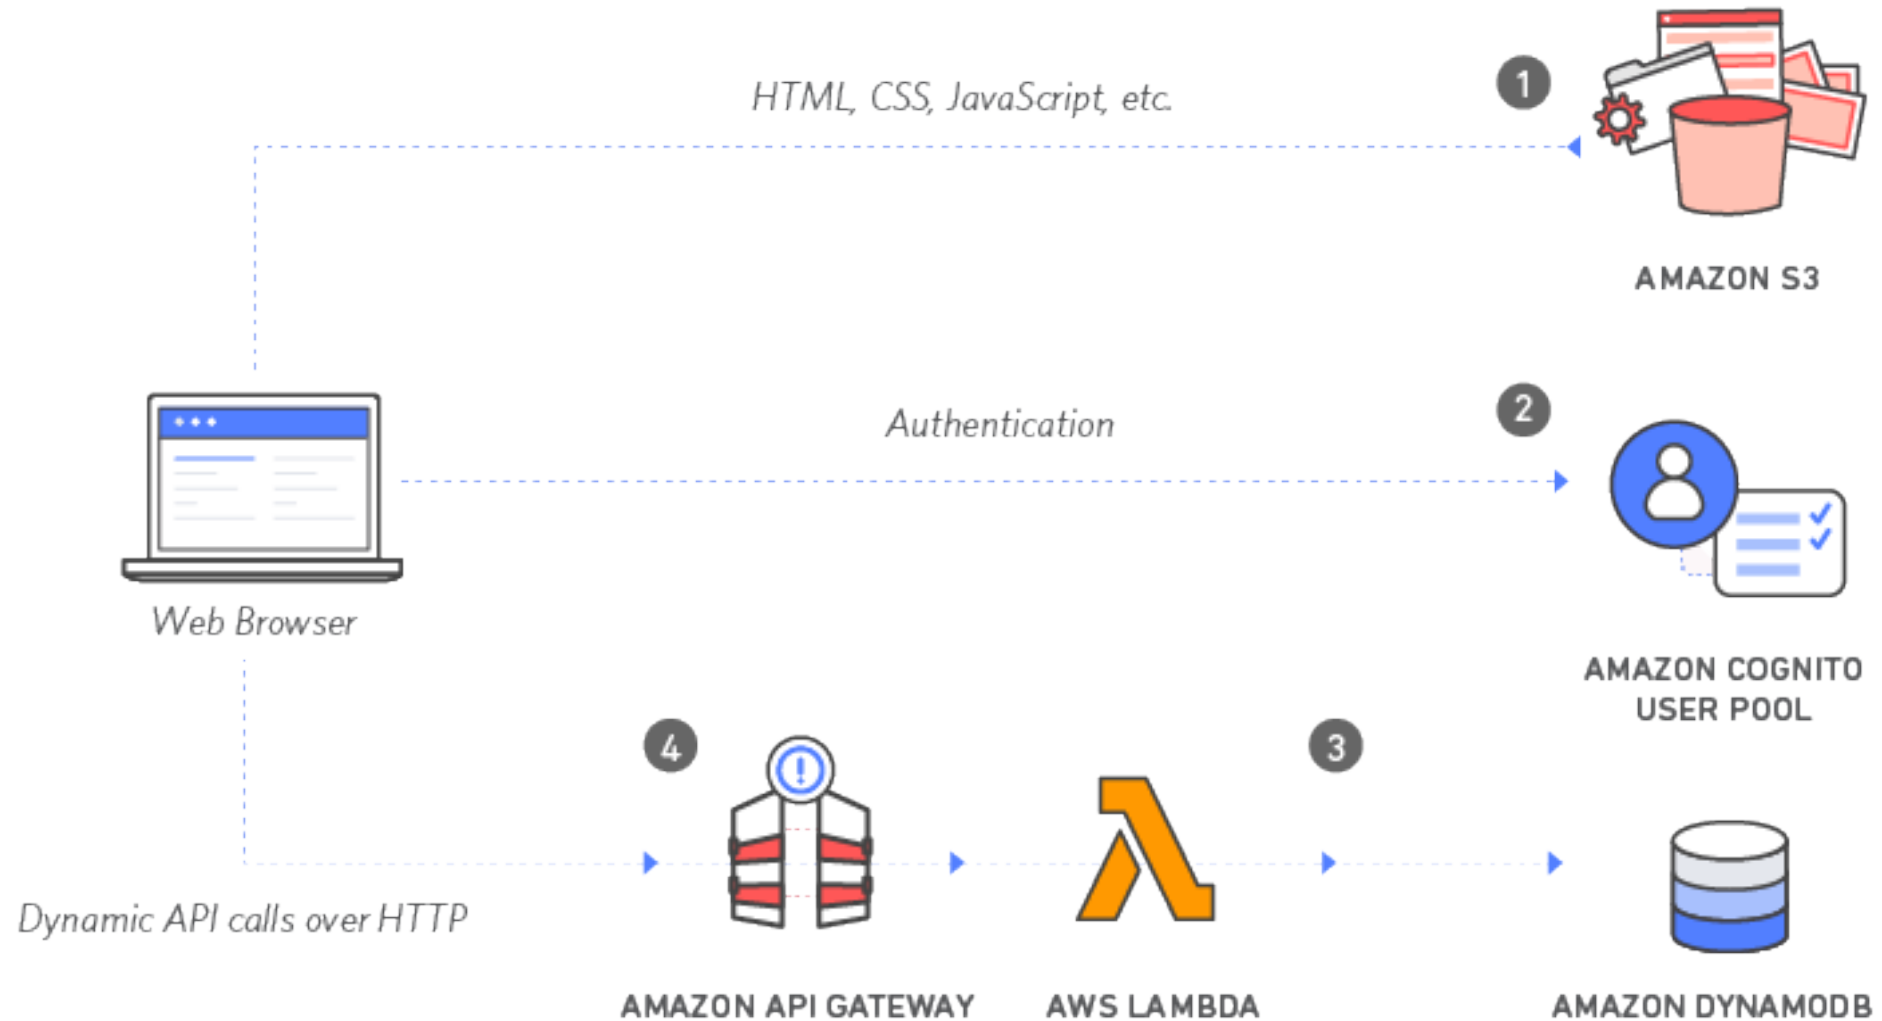 HTML, CSS, JavaScript, etc.
1
AMAZON S3
Authentication
2
Web Browser
AMAZON COGNITO
USER POOL
4
3
Dynamic API calls over HTTP
AMAZON API GATEWAY
AWS LAMBDA
AMAZON DYNAMODB